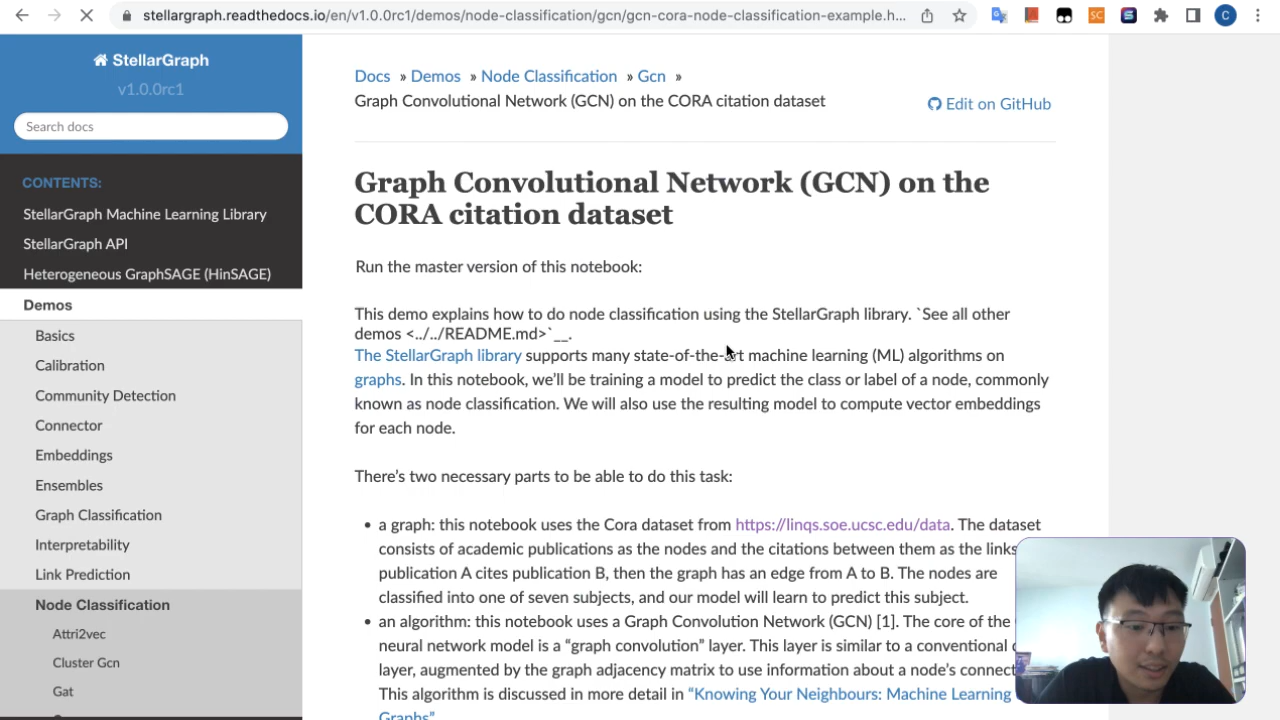 stellargraph.readthedocs.io/en/v1.0.0rc1/demos/node-classification/gcn/gcn-cora-node-classification-example.h...
SC
S
C
StellarGraph
v1.0.0rc1
Search docs
CONTENTS:
StellarGraph Machine Learning Library
StellarGraph API
Heterogeneous GraphSAGE (HinSAGE)
Demos
Basics
Calibration
Community Detection
Connector
Embeddings
Ensembles
Graph Classification
Interpretability
Link Prediction
Node Classification
Attri2vec
Cluster Gcn
Gat
Docs » Demos » Node Classification » Gcn »
Graph Convolutional Network (GCN) on the CORA citation dataset
Edit on GitHub
Graph Convolutional Network (GCN) on the
CORA citation dataset
Run the master version of this notebook:
This demo explains how to do node classification using the StellarGraph library. `See all other
demos <../../README.md>`__.
The StellarGraph library supports many state-of-the-art machine learning (ML) algorithms on
graphs. In this notebook, we’ll be training a model to predict the class or label of a node, commonly
known as node classification. We will also use the resulting model to compute vector embeddings
for each node.
There’s two necessary parts to be able to do this task:
• a graph: this notebook uses the Cora dataset from https://linqs.soe.ucsc.edu/data. The dataset
consists of academic publications as the nodes and the citations between them as the links
publication A cites publication B, then the graph has an edge from A to B. The nodes are
classified into one of seven subjects, and our model will learn to predict this subject.
• an algorithm: this notebook uses a Graph Convolution Network (GCN) [1]. The core of the
neural network model is a “graph convolution” layer. This layer is similar to a conventional
layer, augmented by the graph adjacency matrix to use information about a node’s
This algorithm is discussed in more detail in “Knowing Your Neighbours: Machine Learning
Graphs”